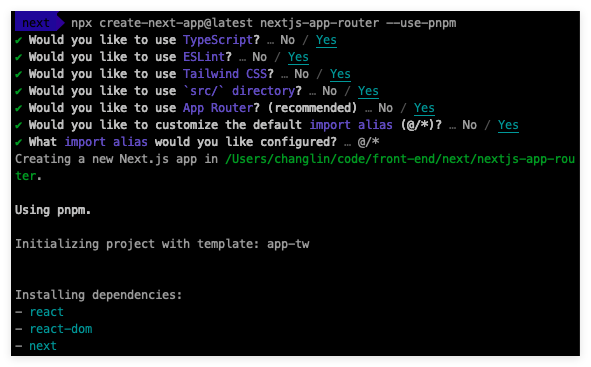 next npx create-next-app@latest nextjs-app-router --use-pnpm
✔ Would you like to use TypeScript? … No / Yes
✔ Would you like to use ESLint? … No / Yes
✔ Would you like to use Tailwind CSS? … No / Yes
✔ Would you like to use `src/` directory? … No / Yes
✔ Would you like to use App Router? (recommended) … No / Yes
✔ Would you like to customize the default import alias (@/*)? … No / Yes
✔ What import alias would you like configured? … @/*
Creating a new Next.js app in /Users/changlin/code/front-end/next/nextjs-app-rou
ter.
Using pnpm.
Initializing project with template: app-tw
Installing dependencies:
- react
- react-dom
- next